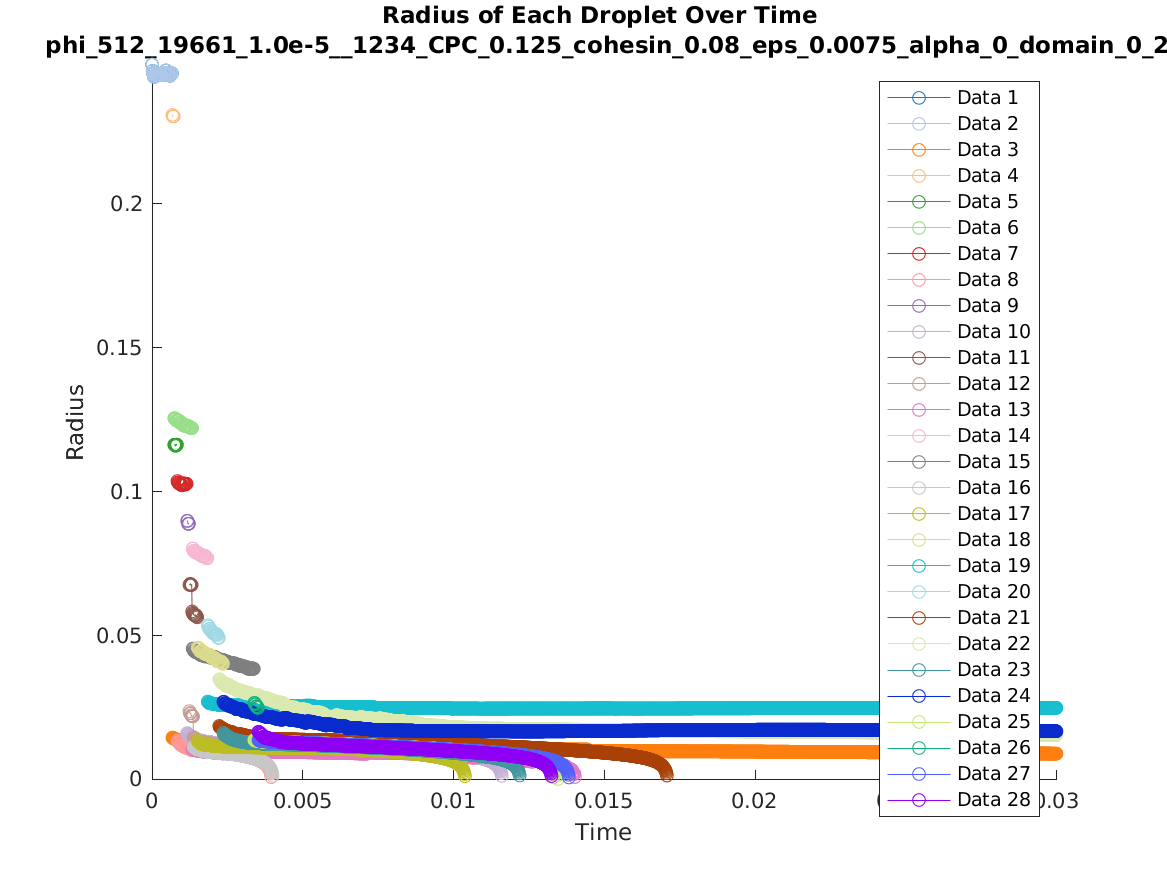 Radius of Each Droplet Over Time
phi_512_19661_1.0e-5__1234_CPC_0.125_cohesin_0.08_eps_0.0075_alpha_0_domain_0_2
0.2
0.15
0.1
0.05
0
Radius
0
0.005
0.01
0.015
0.02
0.03
Time
Data 1
Data 2
Data 3
Data 4
Data 5
Data 6
Data 7
Data 8
Data 9
Data 10
Data 11
Data 12
Data 13
Data 14
Data 15
Data 16
Data 17
Data 18
Data 19
Data 20
Data 21
Data 22
Data 23
Data 24
Data 25
Data 26
Data 27
Data 28